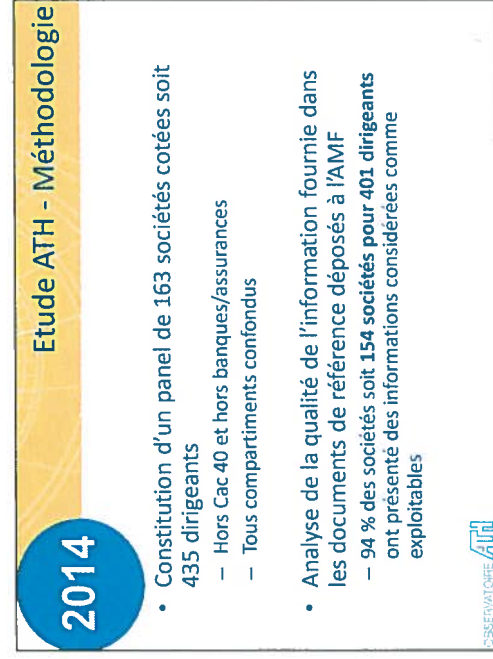 2014
Etude ATH - Méthodologie
• Constitution d'un panel de 163 sociétés cotées soit
435 dirigeants
– Hors Cac 40 et hors banques/assurances
– Tous compartiments confondus
• Analyse de la qualité de l'information fournie dans
les documents de référence déposés à l'AMF
– 94 % des sociétés soit 154 sociétés pour 401 dirigeants
ont présenté des informations considérées comme
exploitables
OBSERVATOIRE ATH